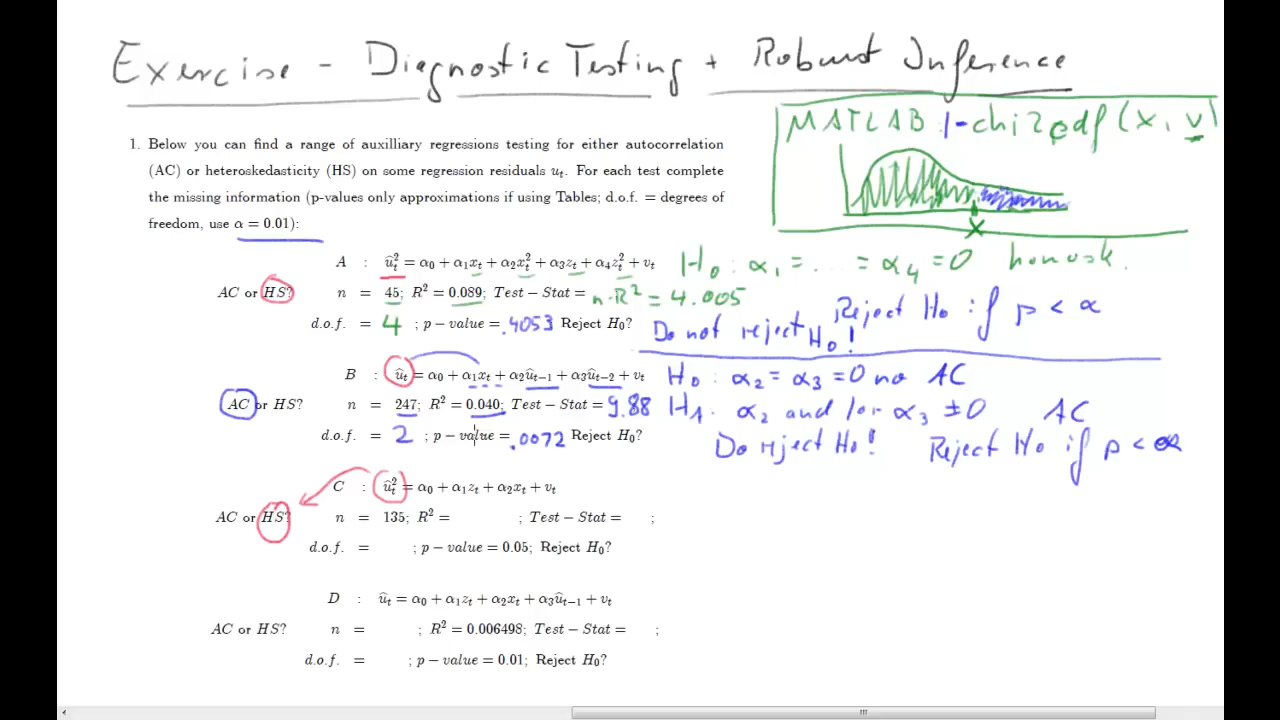 Exercise - Diagnostic Testing + Robust Inference
MATLAB 1-chi2cdf(x, v)
1. Below you can find a range of auxilliary regressions testing for either autocorrelation
(AC) or heteroskedasticity (HS) on some regression residuals uₜ. For each test complete
the missing information (p-values only approximations if using Tables; d.o.f. = degrees of
freedom, use α = 0.01):
x
A : ûₜ² = α₀ + α₁xₜ + α₂xₜ² + α₃zₜ + α₄zₜ² + vₜ H₀ : α₁ = ... = α₄ = 0 homosk.
AC or HS? n = 45; R² = 0.089; Test − Stat = n·R² = 4.005
Reject H₀ if p < α
d.o.f. = 4 ; p − value = .4053 Reject H₀? Do not reject H₀!
B : ûₜ = α₀ + α₁xₜ + α₂ûₜ₋₁ + α₃ûₜ₋₂ + vₜ H₀ : α₂ = α₃ = 0 no AC
AC or HS? n = 247; R² = 0.040; Test − Stat = 9.88 H_A : α₂ and/or α₃ ≠ 0 AC
d.o.f. = 2 ; p − value = .0072 Reject H₀? Do reject H₀! Reject H₀ if p < α
C : ûₜ² = α₀ + α₁zₜ + α₂xₜ + vₜ
AC or HS? n = 135; R² = ; Test − Stat = ;
d.o.f. = ; p − value = 0.05; Reject H₀?
D : ûₜ = α₀ + α₁zₜ + α₂xₜ + α₃ûₜ₋₁ + vₜ
AC or HS? n = ; R² = 0.006498; Test − Stat = ;
d.o.f. = ; p − value = 0.01; Reject H₀?